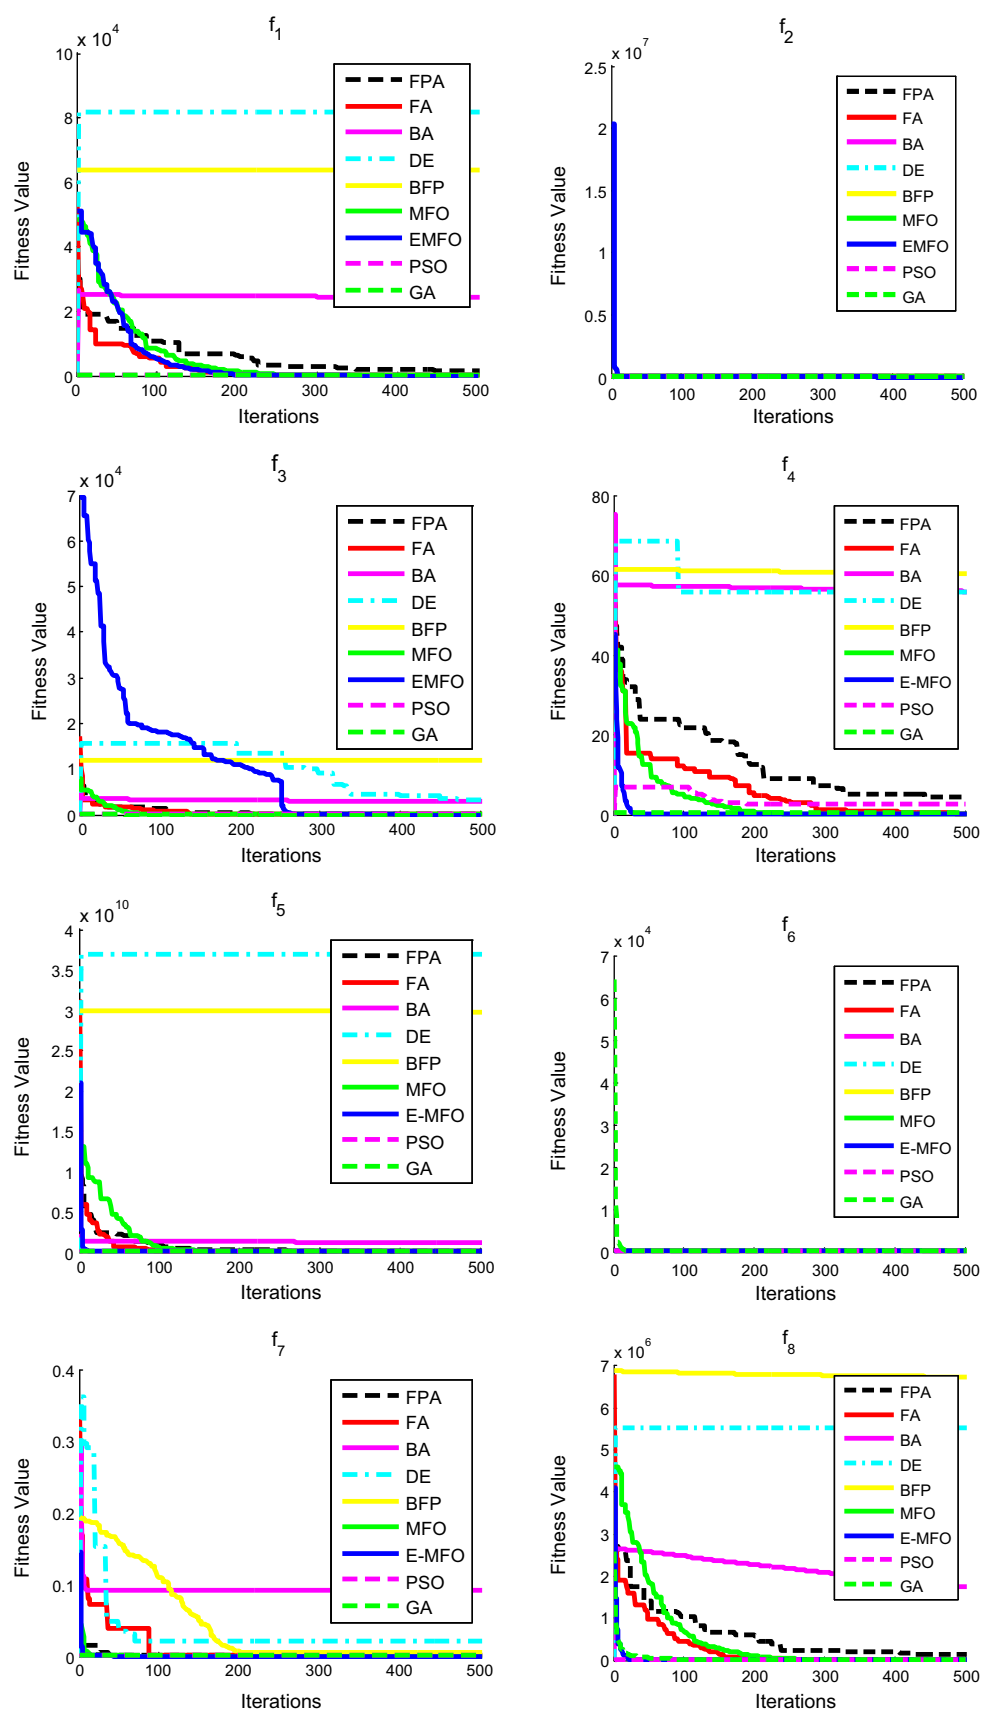 f1
x 10^4
10
8
6
4
2
0
Fitness Value
0 100 200 300 400 500
Iterations
FPA
FA
BA
DE
BFP
MFO
EMFO
PSO
GA
f2
x 10^7
2.5
2
1.5
1
0.5
0
Fitness Value
0 100 200 300 400 500
Iterations
FPA
FA
BA
DE
BFP
MFO
EMFO
PSO
GA
f3
x 10^4
7
6
5
4
3
2
1
0
Fitness Value
0 100 200 300 400 500
Iterations
FPA
FA
BA
DE
BFP
MFO
EMFO
PSO
GA
f4
80
60
40
20
0
Fitness Value
0 100 200 300 400 500
Iterations
FPA
FA
BA
DE
BFP
MFO
E-MFO
PSO
GA
f5
x 10^10
4
3.5
3
2.5
2
1.5
1
0.5
0
Fitness Value
0 100 200 300 400 500
Iterations
FPA
FA
BA
DE
BFP
MFO
E-MFO
PSO
GA
f6
x 10^4
7
6
5
4
3
2
1
0
Fitness Value
0 100 200 300 400 500
Iterations
FPA
FA
BA
DE
BFP
MFO
E-MFO
PSO
GA
f7
0.4
0.3
0.2
0.1
0
Fitness Value
0 100 200 300 400 500
Iterations
FPA
FA
BA
DE
BFP
MFO
E-MFO
PSO
GA
f8
x 10^6
7
6
5
4
3
2
1
0
Fitness Value
0 100 200 300 400 500
Iterations
FPA
FA
BA
DE
BFP
MFO
E-MFO
PSO
GA